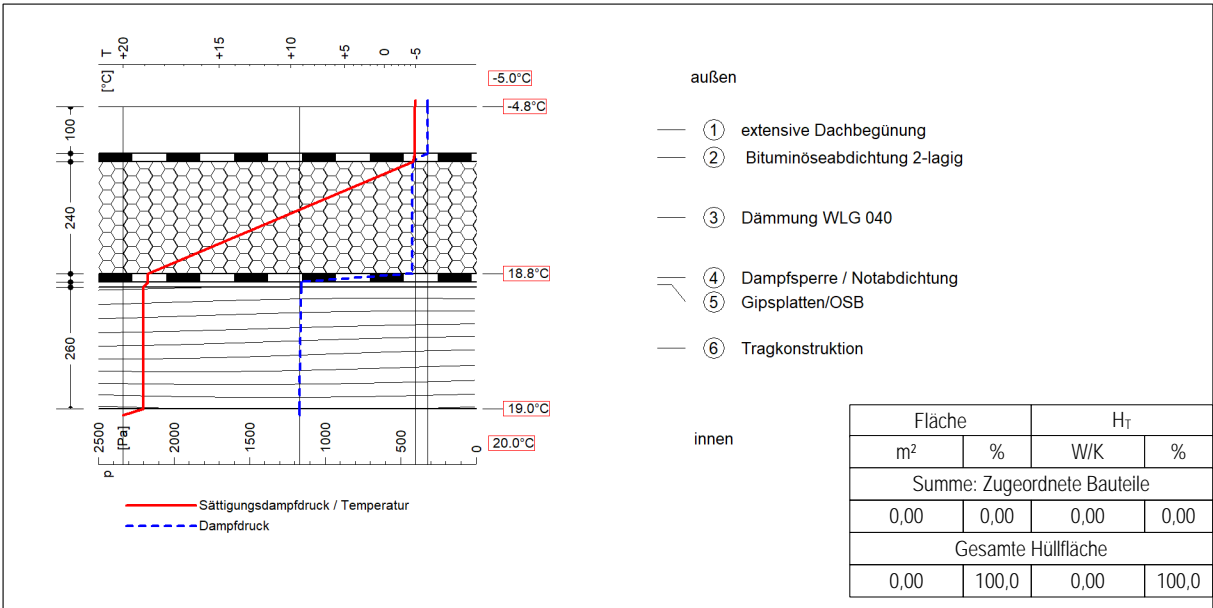 T +20 +15 +10 +5 0 -5
[°C]
-5.0°C
-4.8°C
100
240
260
18.8°C
19.0°C
20.0°C
2500 2000 1500 1000 500 0
[Pa]
p
Sättigungsdampfdruck / Temperatur
Dampfdruck
außen
1 extensive Dachbegünung
2 Bituminöseabdichtung 2-lagig
3 Dämmung WLG 040
4 Dampfsperre / Notabdichtung
5 Gipsplatten/OSB
6 Tragkonstruktion
innen
Fläche HT
m² % W/K %
Summe: Zugeordnete Bauteile
0,00 0,00 0,00 0,00
Gesamte Hüllfläche
0,00 100,0 0,00 100,0